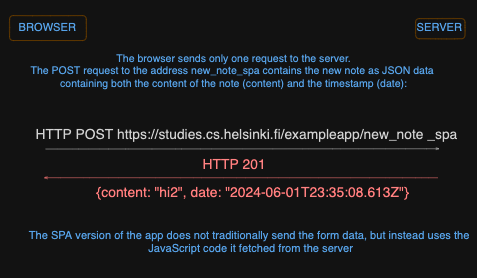 BROWSER
SERVER
The browser sends only one request to the server.
The POST request to the address new_note_spa contains the new note as JSON data
containing both the content of the note (content) and the timestamp (date):
HTTP POST https://studies.cs.helsinki.fi/exampleapp/new_note _spa
HTTP 201
{content: "hi2", date: "2024-06-01T23:35:08.613Z"}
The SPA version of the app does not traditionally send the form data, but instead uses the
JavaScript code it fetched from the server